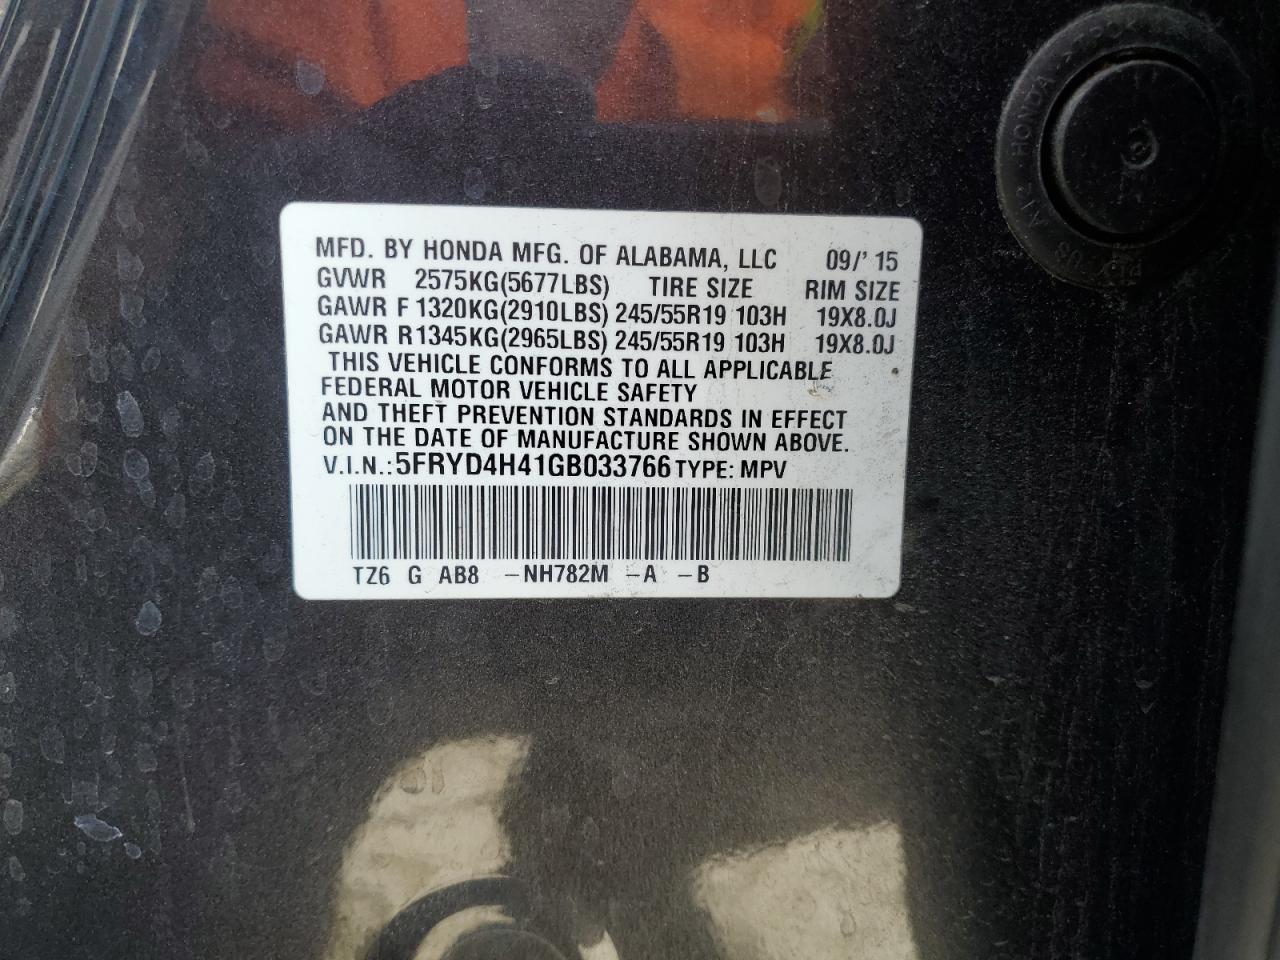 MFD. BY HONDA MFG. OF ALABAMA, LLC 09/' 15
GVWR 2575KG(5677LBS) TIRE SIZE RIM SIZE
GAWR F 1320KG(2910LBS) 245/55R19 103H 19X8.0J
GAWR R1345KG(2965LBS) 245/55R19 103H 19X8.0J
THIS VEHICLE CONFORMS TO ALL APPLICABLE
FEDERAL MOTOR VEHICLE SAFETY
AND THEFT PREVENTION STANDARDS IN EFFECT
ON THE DATE OF MANUFACTURE SHOWN ABOVE.
V.I.N.:5FRYD4H41GB033766 TYPE: MPV
TZ6 G AB8 -NH782M -A -B
HONDA